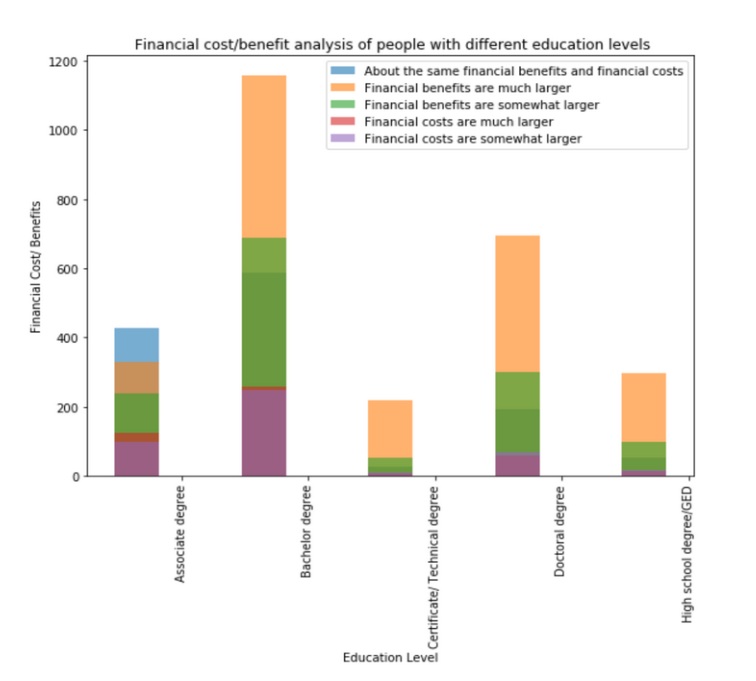 Financial cost/benefit analysis of people with different education levels
About the same financial benefits and financial costs
Financial benefits are much larger
Financial benefits are somewhat larger
Financial costs are much larger
Financial costs are somewhat larger
1200
1000
800
600
400
200
0
Financial Cost/ Benefits
Associate degree
Bachelor degree
Certificate/ Technical degree
Doctoral degree
High school degree/GED
Education Level